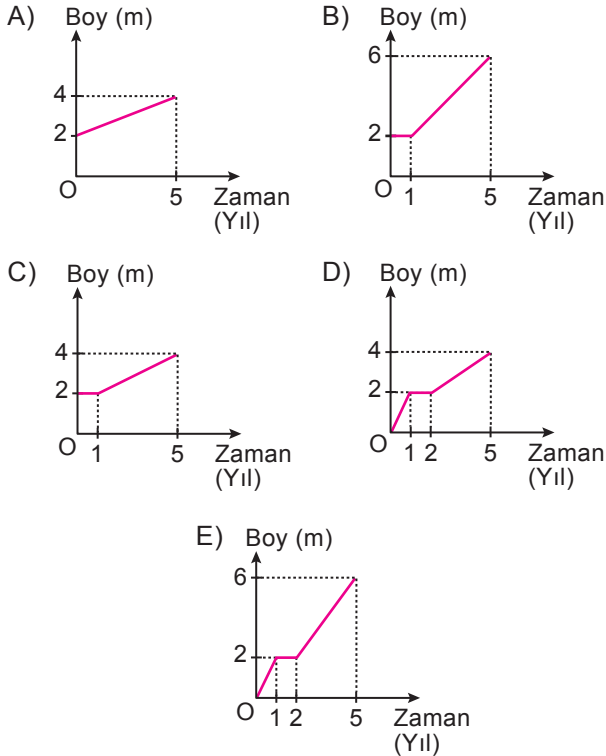 A) Boy (m)
4
2
O
5
Zaman
(Yıl)
B) Boy (m)
6
2
O
1
5
Zaman
(Yıl)
C) Boy (m)
4
2
O
1
5
Zaman
(Yıl)
D) Boy (m)
4
2
O
1
2
5
Zaman
(Yıl)
E) Boy (m)
6
2
O
1
2
5
Zaman
(Yıl)